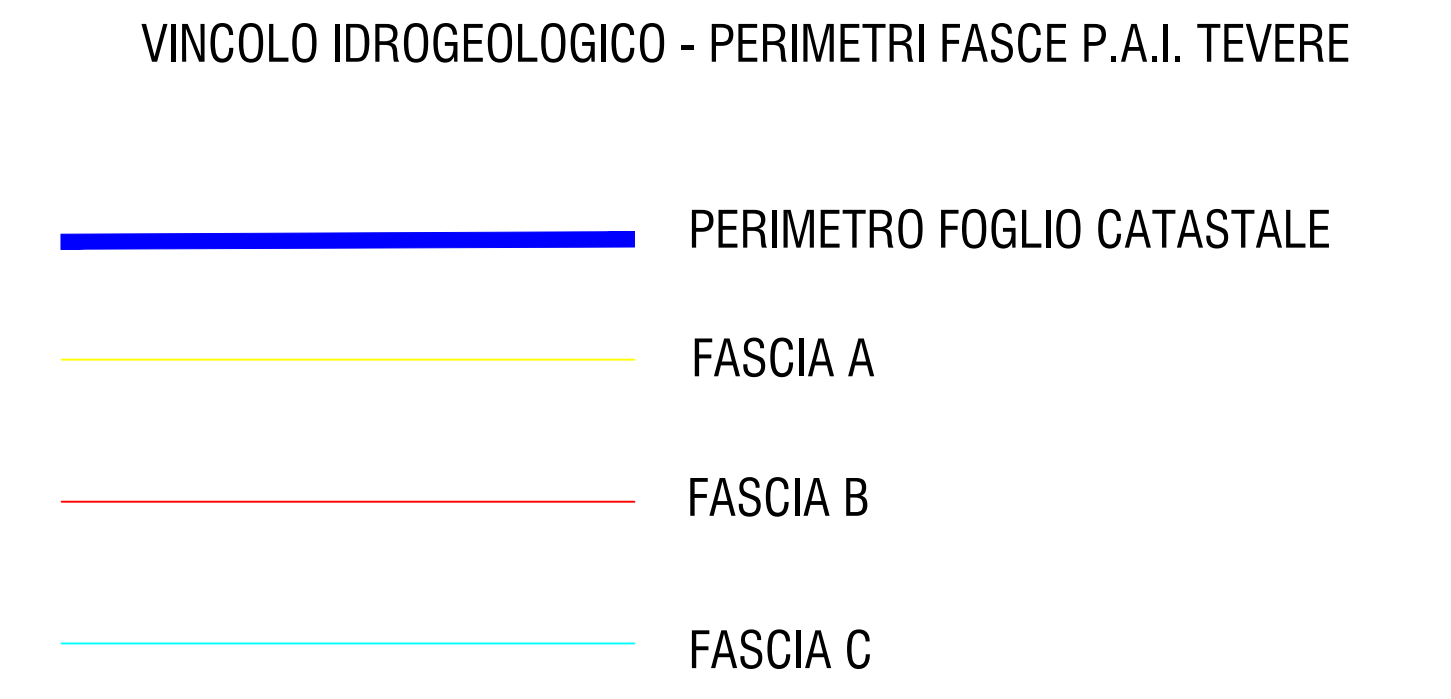 VINCOLO IDROGEOLOGICO - PERIMETRI FASCE P.A.I. TEVERE
PERIMETRO FOGLIO CATASTALE
FASCIA A
FASCIA B
FASCIA C